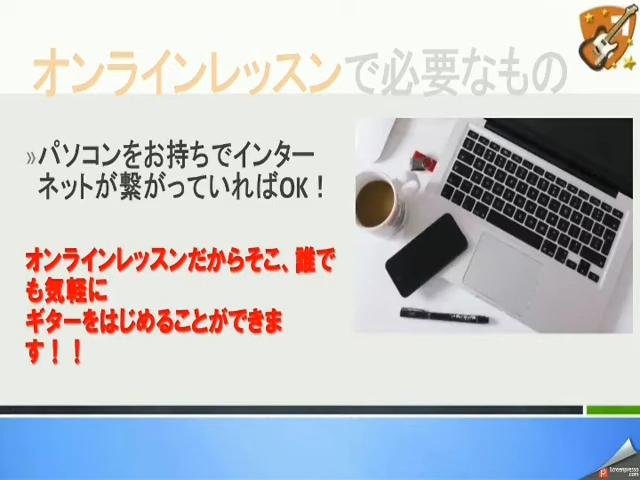 オンラインレッスンで必要なもの
»パソコンをお持ちでインター
ネットが繋がっていればOK！
オンラインレッスンだからそこ、誰で
も気軽に
ギターをはじめることができま
す！！
Screenpresso
.com